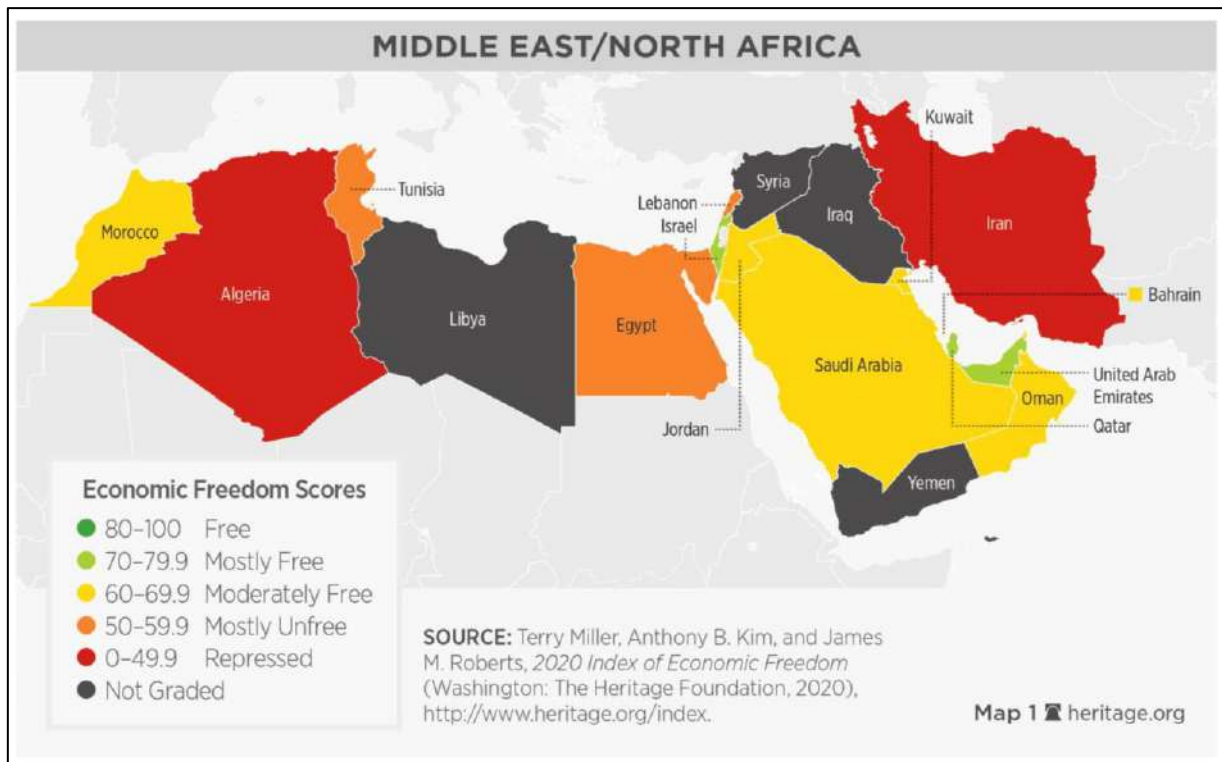 MIDDLE EAST/NORTH AFRICA
Kuwait
Tunisia
Syria
Lebanon
Israel
Iraq
Iran
Morocco
Algeria
Libya
Egypt
Bahrain
Saudi Arabia
United Arab
Emirates
Oman
Jordan
Qatar
Yemen
Economic Freedom Scores
80–100 Free
70–79.9 Mostly Free
60–69.9 Moderately Free
50–59.9 Mostly Unfree
0–49.9 Repressed
Not Graded
SOURCE: Terry Miller, Anthony B. Kim, and James
M. Roberts, 2020 Index of Economic Freedom
(Washington: The Heritage Foundation, 2020),
http://www.heritage.org/index.
Map 1 heritage.org